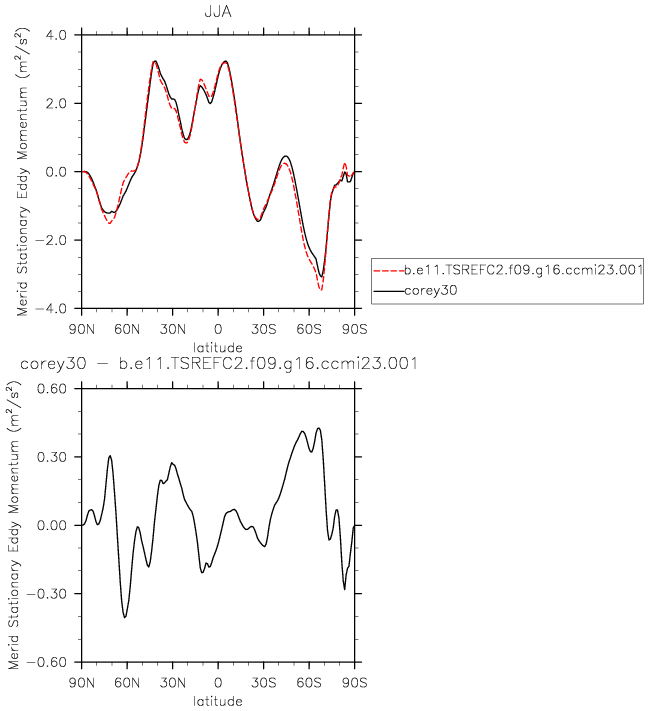 JJA
Merid Stationary Eddy Momentum (m²/s²)
4.0
2.0
0.0
−2.0
−4.0
90N 60N 30N 0 30S 60S 90S
latitude
b.e11.TSREFC2.f09.g16.ccmi23.001
corey30
corey30 − b.e11.TSREFC2.f09.g16.ccmi23.001
Merid Stationary Eddy Momentum (m²/s²)
0.60
0.30
0.00
−0.30
−0.60
90N 60N 30N 0 30S 60S 90S
latitude